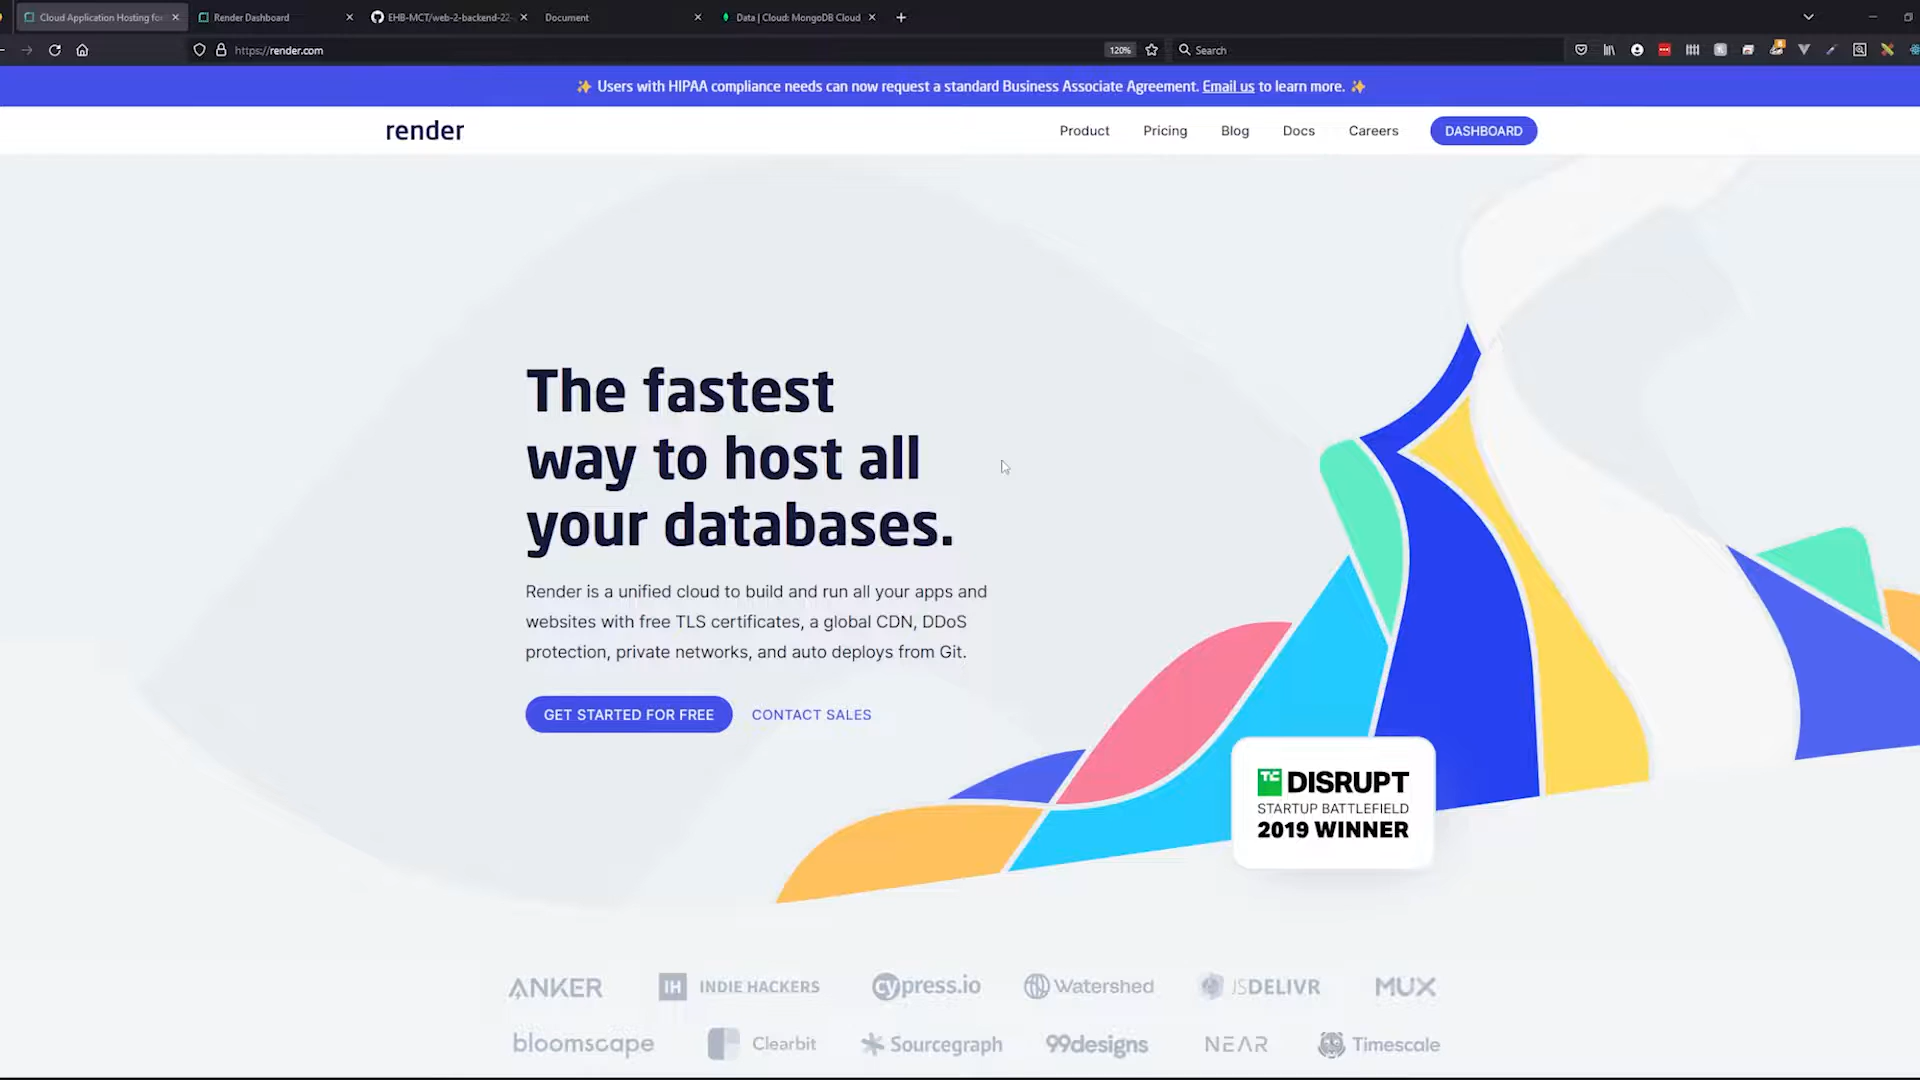 Cloud Application Hosting fo
Render Dashboard
EHB-MCT/web-2-backend-22-
Document
Data | Cloud: MongoDB Cloud
https://render.com
120%
Search
✨ Users with HIPAA compliance needs can now request a standard Business Associate Agreement. Email us to learn more. ✨
render
Product
Pricing
Blog
Docs
Careers
DASHBOARD
The fastest
way to host all
your databases.
Render is a unified cloud to build and run all your apps and
websites with free TLS certificates, a global CDN, DDoS
protection, private networks, and auto deploys from Git.
GET STARTED FOR FREE
CONTACT SALES
TC DISRUPT
STARTUP BATTLEFIELD
2019 WINNER
ANKER
IH INDIE HACKERS
cypress.io
Watershed
JSDELIVR
MUX
bloomscape
Clearbit
Sourcegraph
99designs
NEAR
Timescale